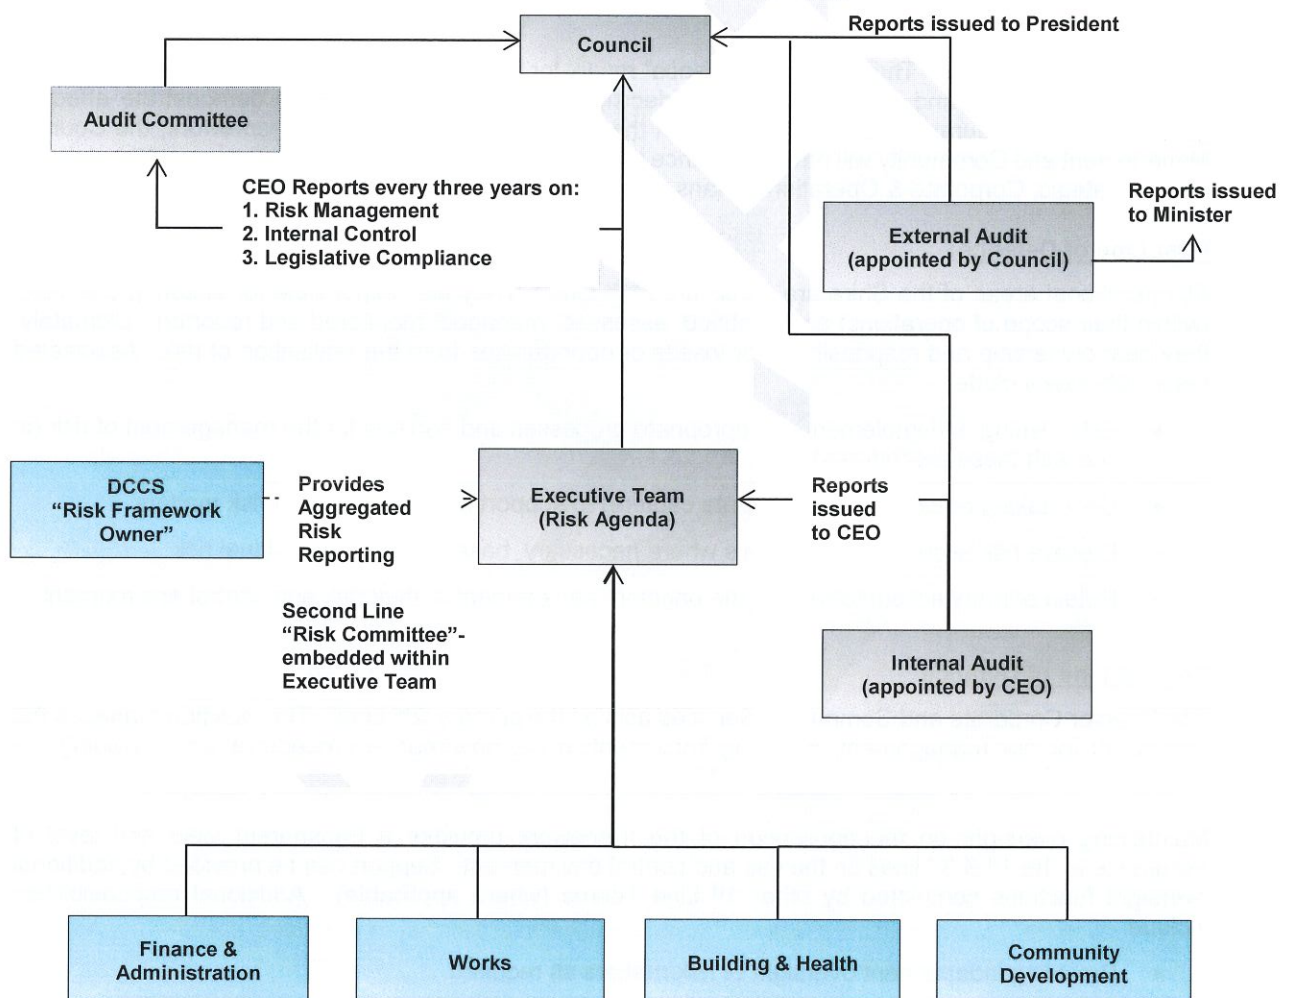 Reports issued to President
Council
Audit Committee
CEO Reports every three years on:
1. Risk Management
2. Internal Control
3. Legislative Compliance
Reports issued
to Minister
External Audit
(appointed by Council)
DCCS
“Risk Framework
Owner”
Provides
Aggregated
Risk
Reporting
Executive Team
(Risk Agenda)
Reports
issued
to CEO
Second Line
“Risk Committee”-
embedded within
Executive Team
Internal Audit
(appointed by CEO)
Finance &
Administration
Works
Building & Health
Community
Development